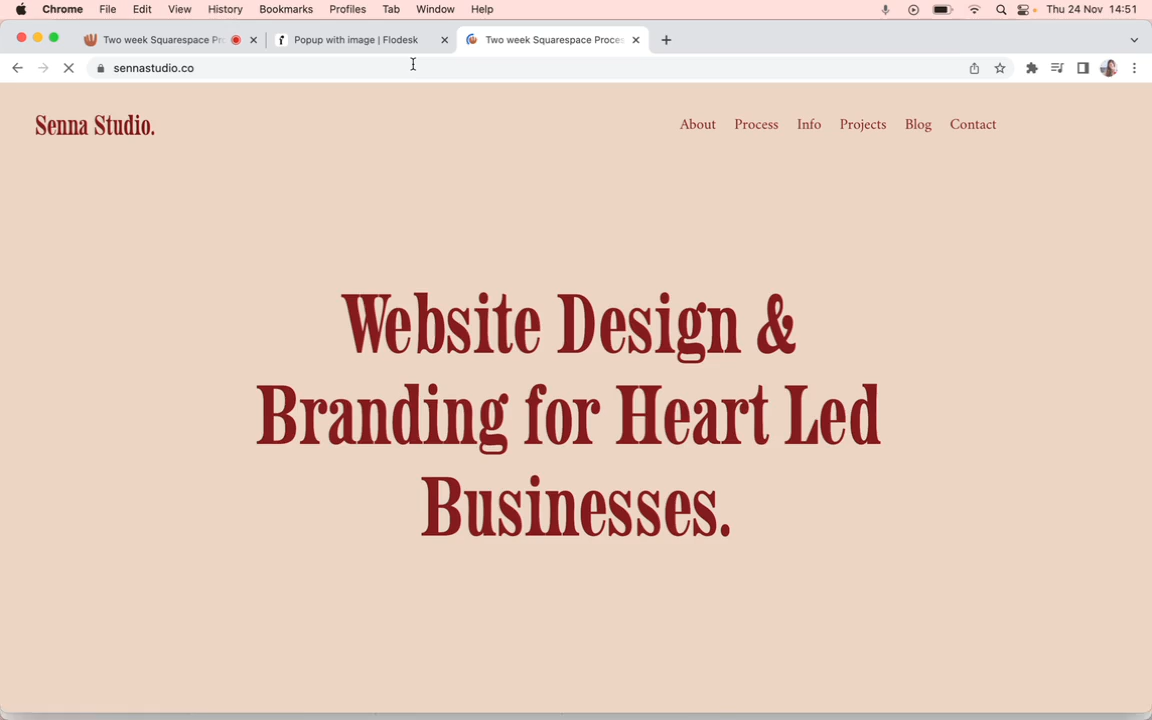 Chrome File Edit View History Bookmarks Profiles Tab Window Help Thu 24 Nov 14:51
Two week Squarespace Pr Popup with image | Flodesk Two week Squarespace Proces
sennastudio.co
Senna Studio. About Process Info Projects Blog Contact
Website Design &
Branding for Heart Led
Businesses.